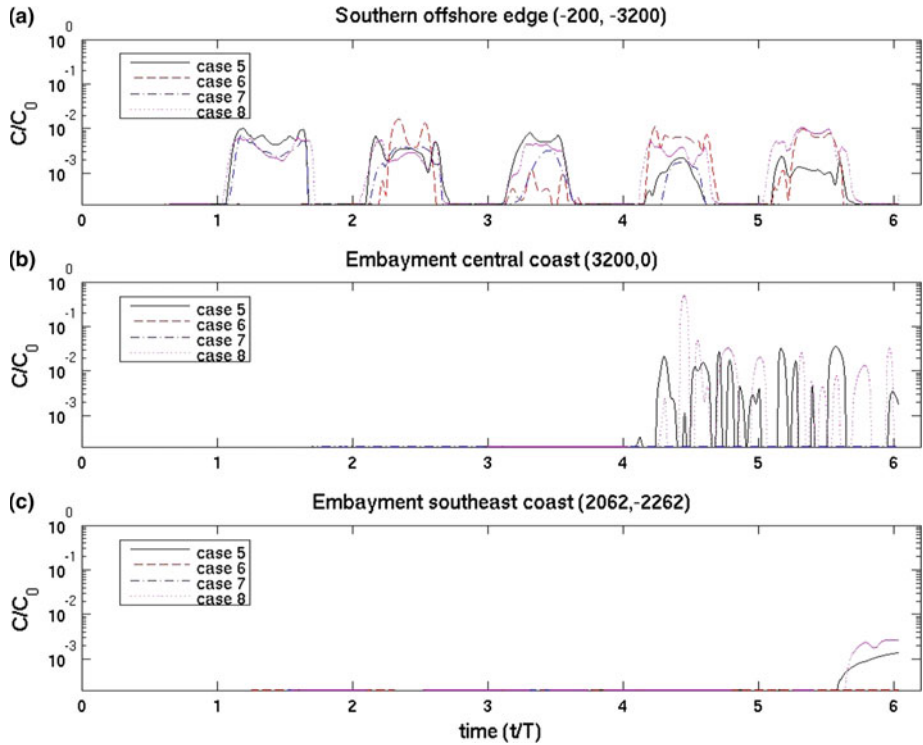 (a) Southern offshore edge (-200, -3200)
C/C0
10^0
10^-1
10^-2
10^-3
case 5
case 6
case 7
case 8
0 1 2 3 4 5 6
(b) Embayment central coast (3200,0)
C/C0
10^0
10^-1
10^-2
10^-3
case 5
case 6
case 7
case 8
0 1 2 3 4 5 6
(c) Embayment southeast coast (2062,-2262)
C/C0
10^0
10^-1
10^-2
10^-3
case 5
case 6
case 7
case 8
0 1 2 3 4 5 6
time (t/T)